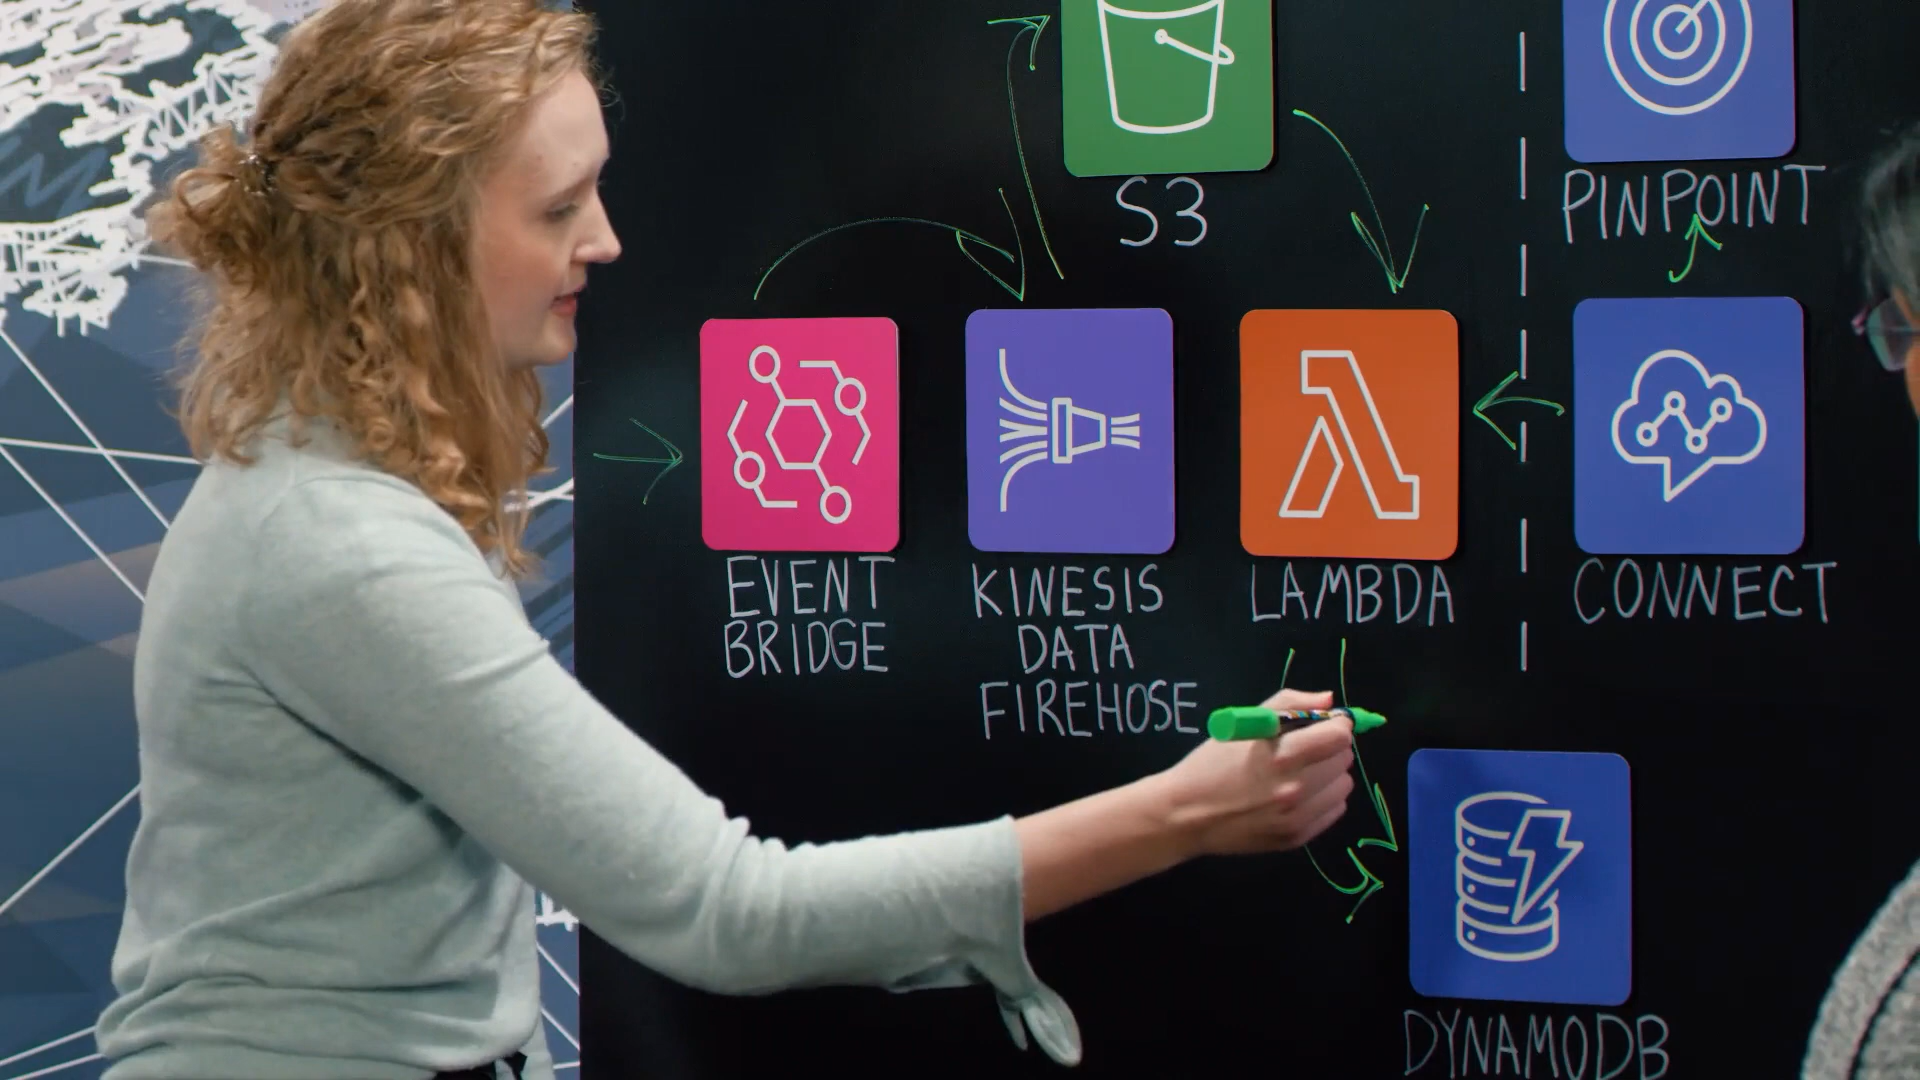 S3
PINPOINT
EVENT
BRIDGE
KINESIS
DATA
FIREHOSE
LAMBDA
CONNECT
DYNAMODB